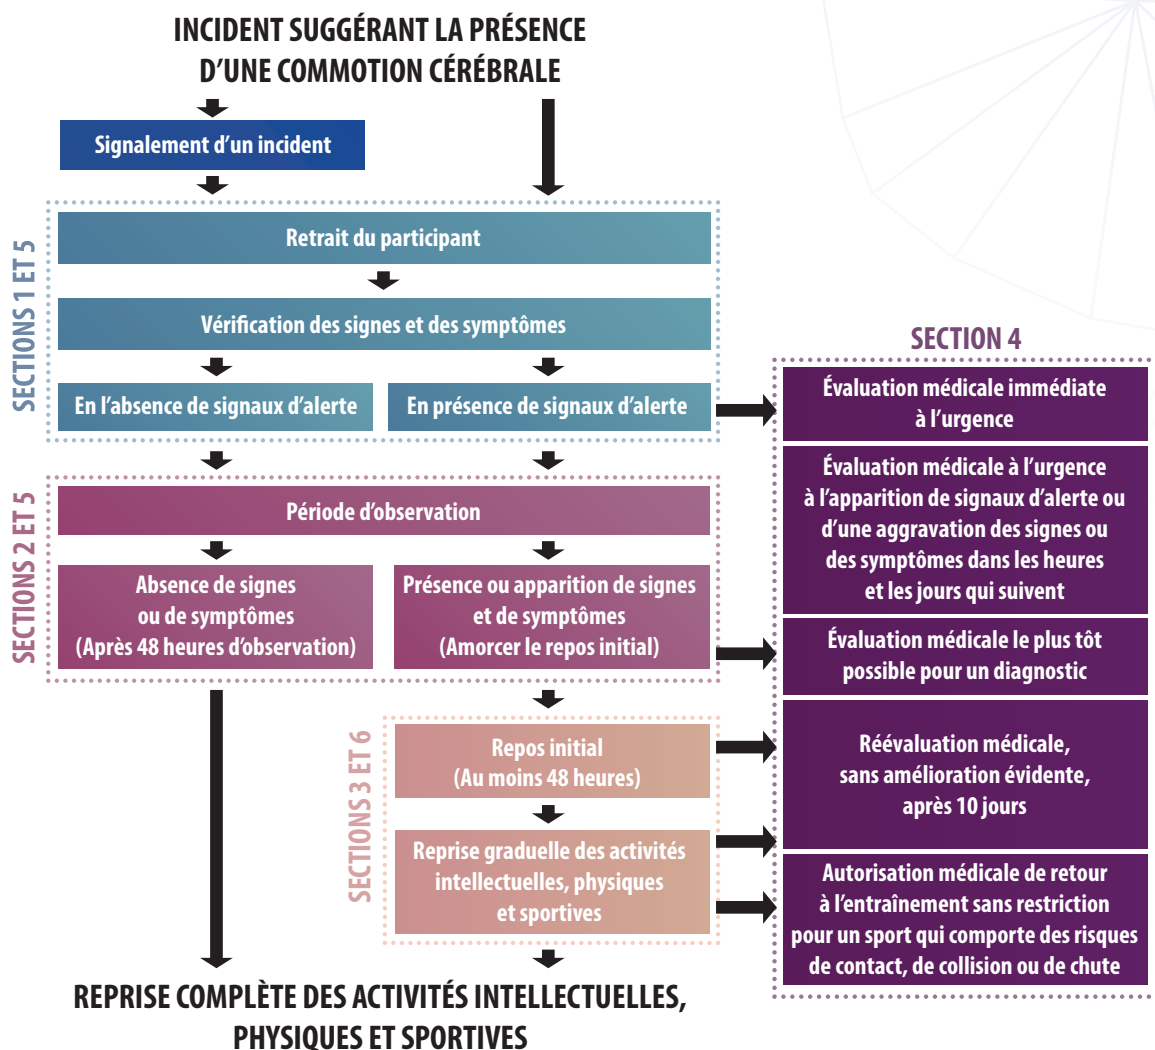 INCIDENT SUGGÉRANT LA PRÉSENCE
D'UNE COMMOTION CÉRÉBRALE
Signalement d'un incident
SECTIONS 1 ET 5
Retrait du participant
Vérification des signes et des symptômes
En l'absence de signaux d'alerte
En présence de signaux d'alerte
SECTIONS 2 ET 5
Période d'observation
Absence de signes
ou de symptômes
(Après 48 heures d'observation)
Présence ou apparition de signes
et de symptômes
(Amorcer le repos initial)
SECTIONS 3 ET 6
Repos initial
(Au moins 48 heures)
Reprise graduelle des activités
intellectuelles, physiques
et sportives
SECTION 4
Évaluation médicale immédiate
à l'urgence
Évaluation médicale à l'urgence
à l'apparition de signaux d'alerte ou
d'une aggravation des signes ou
des symptômes dans les heures
et les jours qui suivent
Évaluation médicale le plus tôt
possible pour un diagnostic
Réévaluation médicale,
sans amélioration évidente,
après 10 jours
Autorisation médicale de retour
à l'entraînement sans restriction
pour un sport qui comporte des risques
de contact, de collision ou de chute
REPRISE COMPLÈTE DES ACTIVITÉS INTELLECTUELLES,
PHYSIQUES ET SPORTIVES